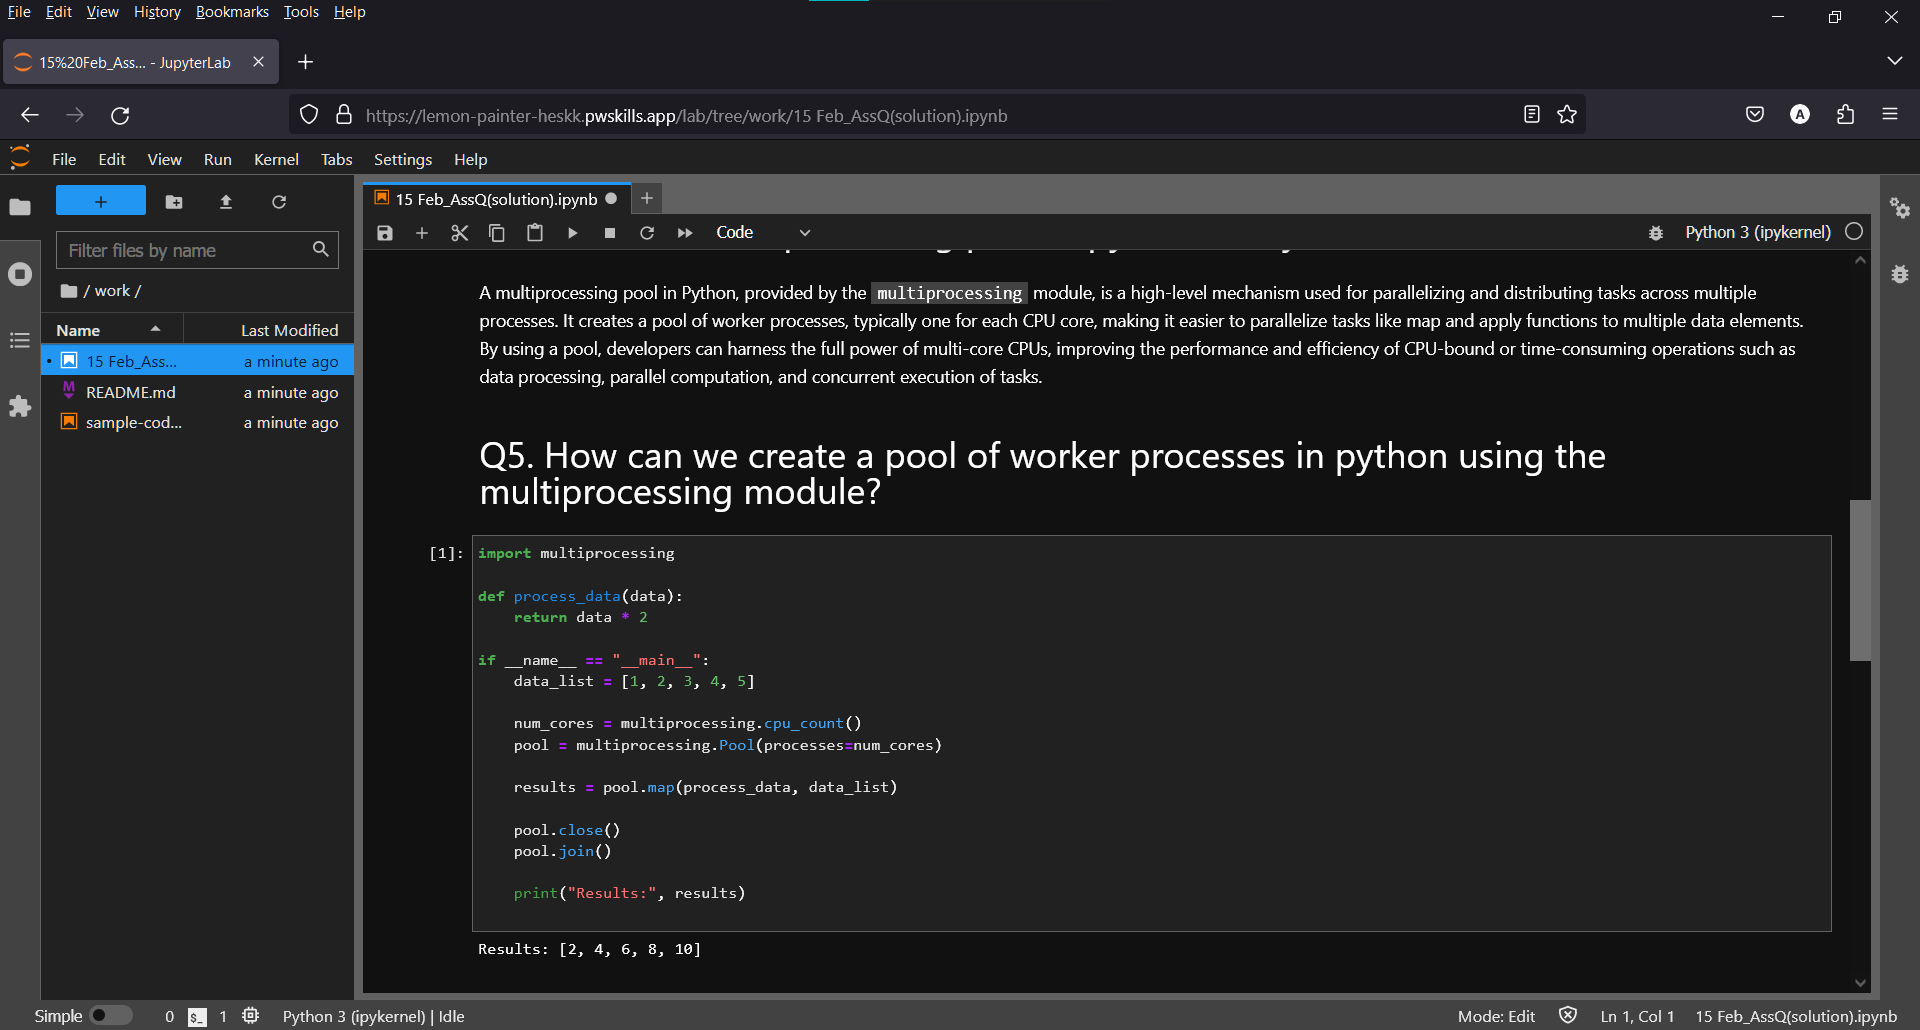 File Edit View History Bookmarks Tools Help
15%20Feb_Ass... - JupyterLab
https://lemon-painter-heskk.pwskills.app/lab/tree/work/15 Feb_AssQ(solution).ipynb
A
File Edit View Run Kernel Tabs Settings Help
15 Feb_AssQ(solution).ipynb
Code
Python 3 (ipykernel)
Filter files by name
/ work /
Name Last Modified
15 Feb_Ass... a minute ago
README.md a minute ago
sample-cod... a minute ago
A multiprocessing pool in Python, provided by the multiprocessing module, is a high-level mechanism used for parallelizing and distributing tasks across multiple
processes. It creates a pool of worker processes, typically one for each CPU core, making it easier to parallelize tasks like map and apply functions to multiple data elements.
By using a pool, developers can harness the full power of multi-core CPUs, improving the performance and efficiency of CPU-bound or time-consuming operations such as
data processing, parallel computation, and concurrent execution of tasks.
Q5. How can we create a pool of worker processes in python using the
multiprocessing module?
[1]: import multiprocessing
def process_data(data):
    return data * 2
if __name__ == "__main__":
    data_list = [1, 2, 3, 4, 5]
    num_cores = multiprocessing.cpu_count()
    pool = multiprocessing.Pool(processes=num_cores)
    results = pool.map(process_data, data_list)
    pool.close()
    pool.join()
    print("Results:", results)
Results: [2, 4, 6, 8, 10]
Simple 0 $_ 1 Python 3 (ipykernel) | Idle Mode: Edit Ln 1, Col 1 15 Feb_AssQ(solution).ipynb